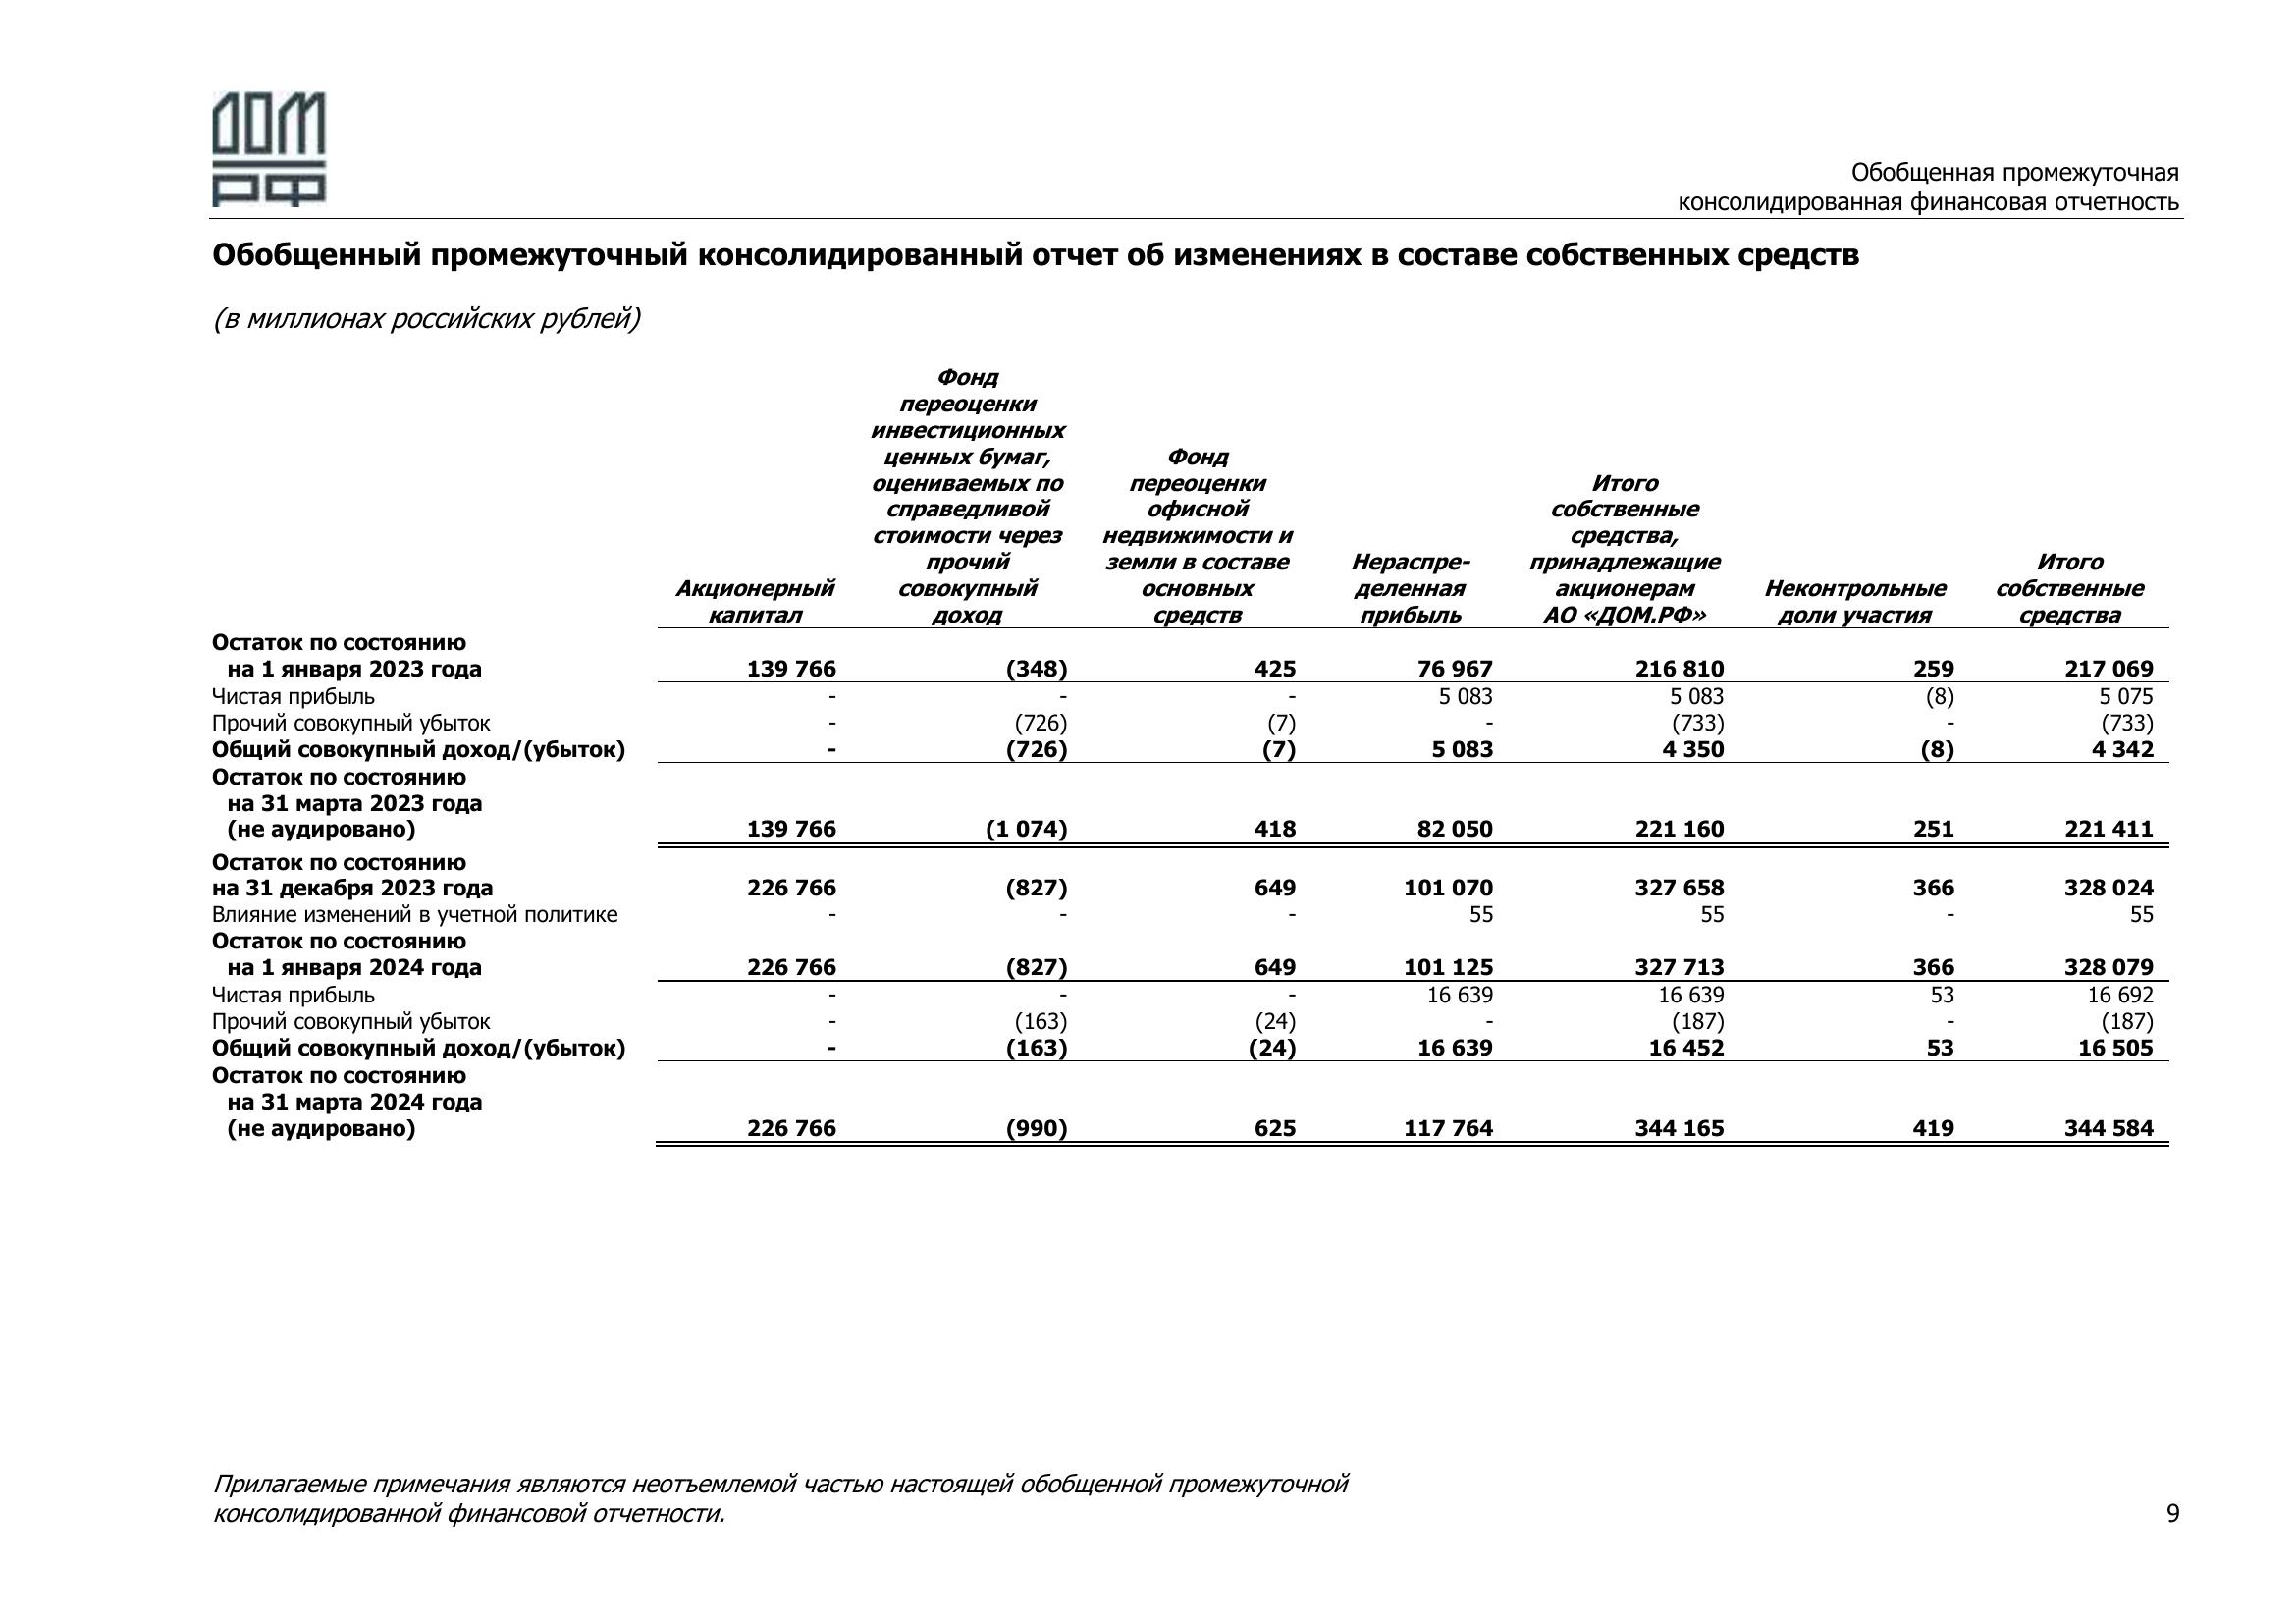 ДОМ
РФ
Обобщенная промежуточная
консолидированная финансовая отчетность
Обобщенный промежуточный консолидированный отчет об изменениях в составе собственных средств
(в миллионах российских рублей)
Акционерный
капитал
Фонд
переоценки
инвестиционных
ценных бумаг,
оцениваемых по
справедливой
стоимости через
прочий
совокупный
доход
Фонд
переоценки
офисной
недвижимости и
земли в составе
основных
средств
Нераспре-
деленная
прибыль
Итого
собственные
средства,
принадлежащие
акционерам
АО «ДОМ.РФ»
Неконтрольные
доли участия
Итого
собственные
средства
Остаток по состоянию
на 1 января 2023 года 139 766 (348) 425 76 967 216 810 259 217 069
Чистая прибыль - - - 5 083 5 083 (8) 5 075
Прочий совокупный убыток - (726) (7) - (733) - (733)
Общий совокупный доход/(убыток) - (726) (7) 5 083 4 350 (8) 4 342
Остаток по состоянию
на 31 марта 2023 года
(не аудировано) 139 766 (1 074) 418 82 050 221 160 251 221 411
Остаток по состоянию
на 31 декабря 2023 года 226 766 (827) 649 101 070 327 658 366 328 024
Влияние изменений в учетной политике - - - 55 55 - 55
Остаток по состоянию
на 1 января 2024 года 226 766 (827) 649 101 125 327 713 366 328 079
Чистая прибыль - - - 16 639 16 639 53 16 692
Прочий совокупный убыток - (163) (24) - (187) - (187)
Общий совокупный доход/(убыток) - (163) (24) 16 639 16 452 53 16 505
Остаток по состоянию
на 31 марта 2024 года
(не аудировано) 226 766 (990) 625 117 764 344 165 419 344 584
Прилагаемые примечания являются неотъемлемой частью настоящей обобщенной промежуточной
консолидированной финансовой отчетности.
9